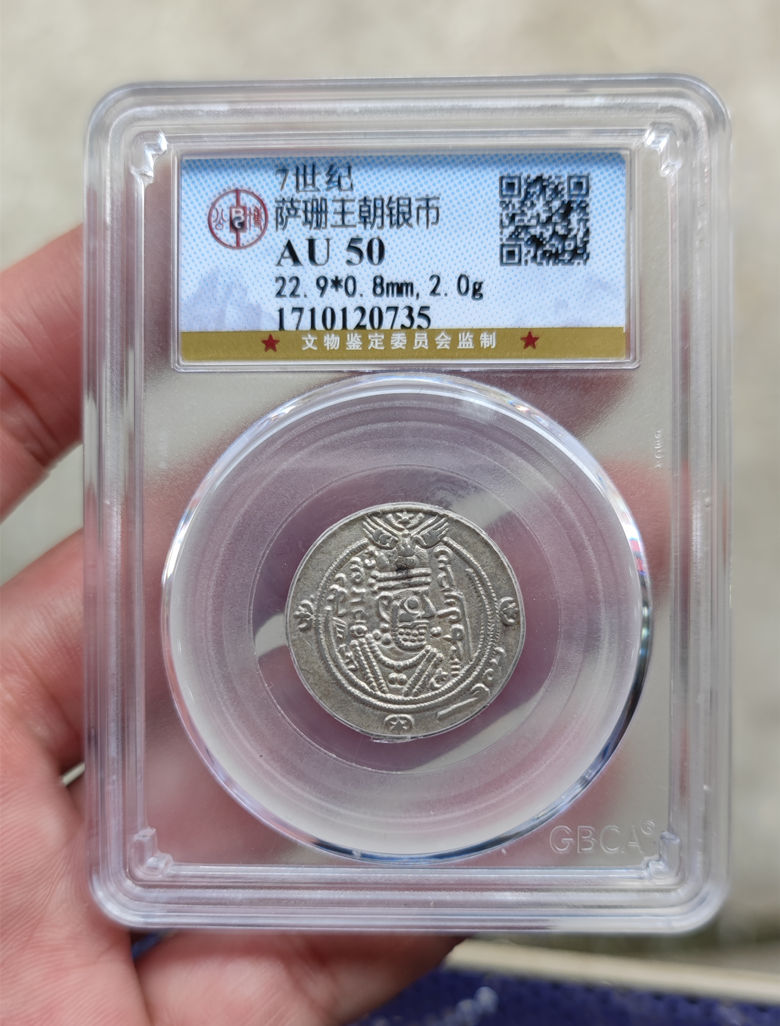 7世纪
萨珊王朝银币
AU 50
22.9*0.8mm, 2.0g
1710120735
★ 文物鉴定委员会监制 ★
GBCA